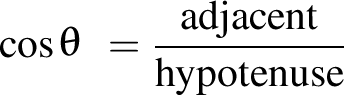 cos θ = adjacent / hypotenuse